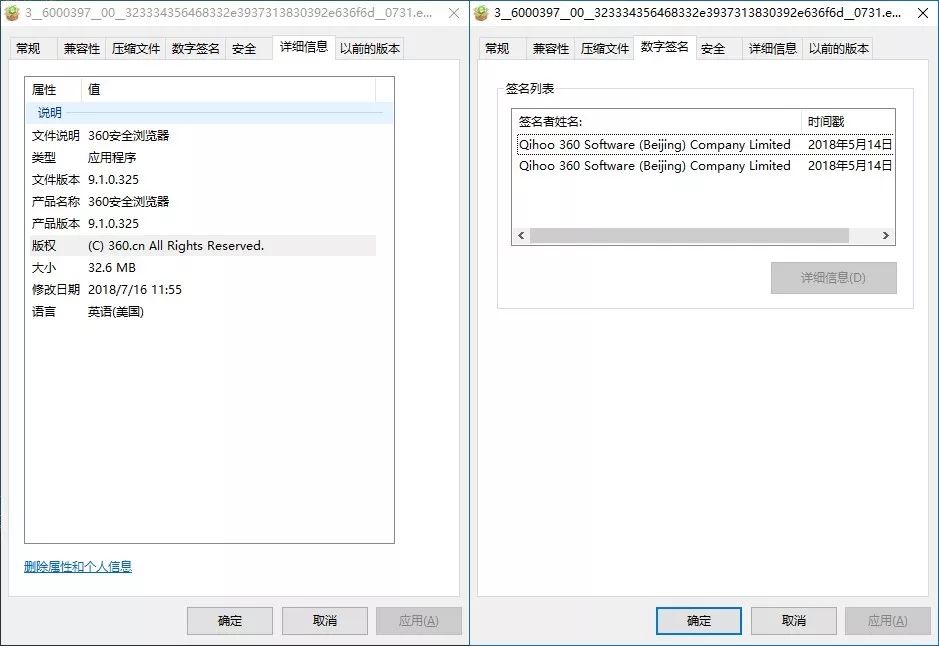 3__6000397__00__323334356468332e3937313830392e636f6d__0731.e...
常规 兼容性 压缩文件 数字签名 安全 详细信息 以前的版本
属性 值
说明
文件说明 360安全浏览器
类型 应用程序
文件版本 9.1.0.325
产品名称 360安全浏览器
产品版本 9.1.0.325
版权 (C) 360.cn All Rights Reserved.
大小 32.6 MB
修改日期 2018/7/16 11:55
语言 英语(美国)
删除属性和个人信息
确定 取消 应用(A)
3__6000397__00__323334356468332e3937313830392e636f6d__0731.e...
常规 兼容性 压缩文件 数字签名 安全 详细信息 以前的版本
签名列表
签名者姓名: 时间戳
Qihoo 360 Software (Beijing) Company Limited 2018年5月14日
Qihoo 360 Software (Beijing) Company Limited 2018年5月14日
详细信息(D)
确定 取消 应用(A)